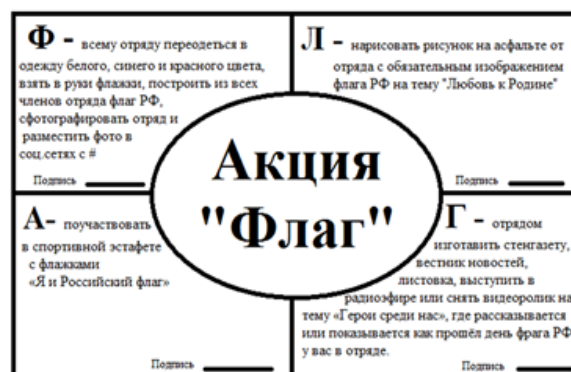 Ф - всему отряду переодеться в
одежду белого, синего и красного цвета,
взять в руки флажки, построить из всех
членов отряда флаг РФ,
сфотографировать отряд и
разместить фото в
соц.сетях с #
Подпись
Л - нарисовать рисунок на асфальте от
отряда с обязательным изображением
флага РФ на тему "Любовь к Родине"
Подпись
Акция
"Флаг"
А- поучаствовать
в спортивной эстафете
с флажками
«Я и Российский флаг»
Подпись
Г - отрядом
изготавить стенгазету,
вестник новостей,
листовка, выступить в
радиоэфире или снять видеоролик на
тему «Герои среди нас», где рассказывается
или показывается как прошёл день фрага РФ
у вас в отряде.
Подпись